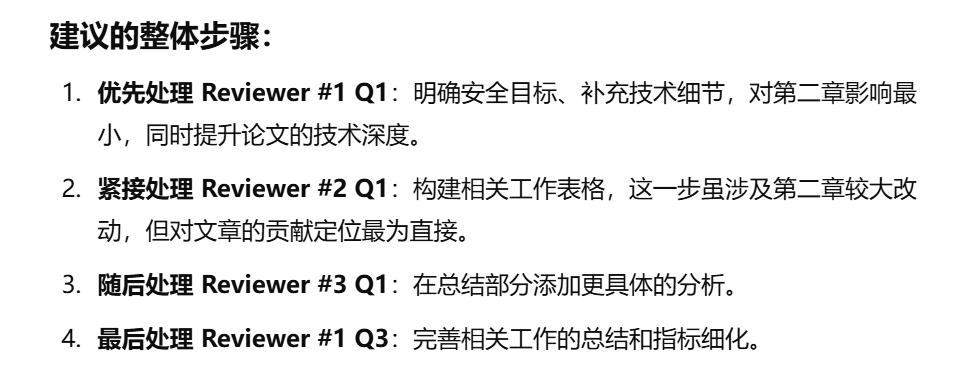 建议的整体步骤：
1. 优先处理 Reviewer #1 Q1：明确安全目标、补充技术细节，对第二章影响最
小，同时提升论文的技术深度。
2. 紧接处理 Reviewer #2 Q1：构建相关工作表格，这一步虽涉及第二章较大改
动，但对文章的贡献定位最为直接。
3. 随后处理 Reviewer #3 Q1：在总结部分添加更具体的分析。
4. 最后处理 Reviewer #1 Q3：完善相关工作的总结和指标细化。